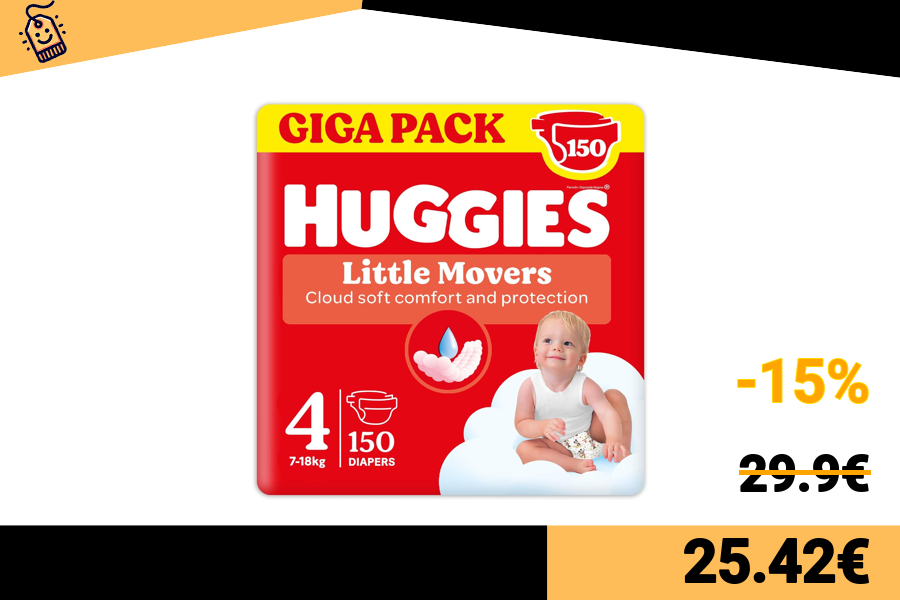 GIGA PACK
150
HUGGIES
Little Movers
Cloud soft comfort and protection
4
7-18kg
150
DIAPERS
-15%
29.9€
25.42€